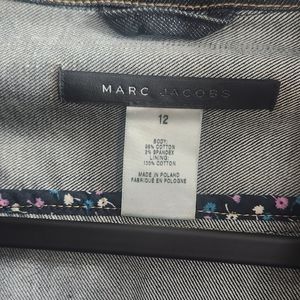 MARC JACOBS
12
BODY:
98% COTTON
2% SPANDEX
LINING:
100% COTTON
MADE IN POLAND
FABRIQUÉ EN POLOGNE